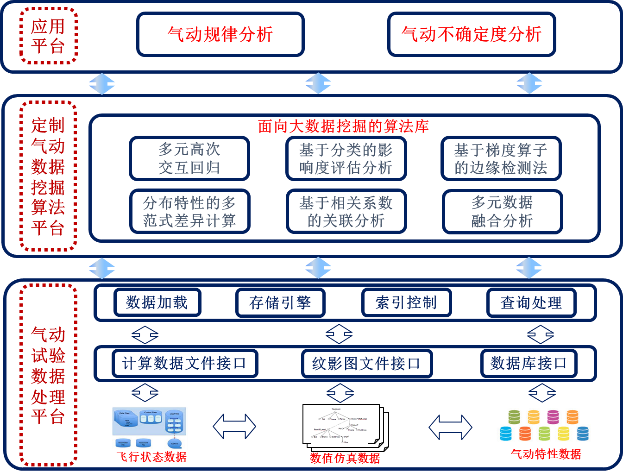 应用
平台
气动规律分析
气动不确定度分析
定制
气动
数据
挖掘
算法
平台
面向大数据挖掘的算法库
多元高次
交互回归
基于分类的影
响度评估分析
基于梯度算子
的边缘检测法
分布特性的多
范式差异计算
基于相关系数
的关联分析
多元数据
融合分析
气动
试验
数据
处理
平台
数据加载
存储引擎
索引控制
查询处理
计算数据文件接口
纹影图文件接口
数据库接口
飞行状态数据
数值仿真数据
气动特性数据